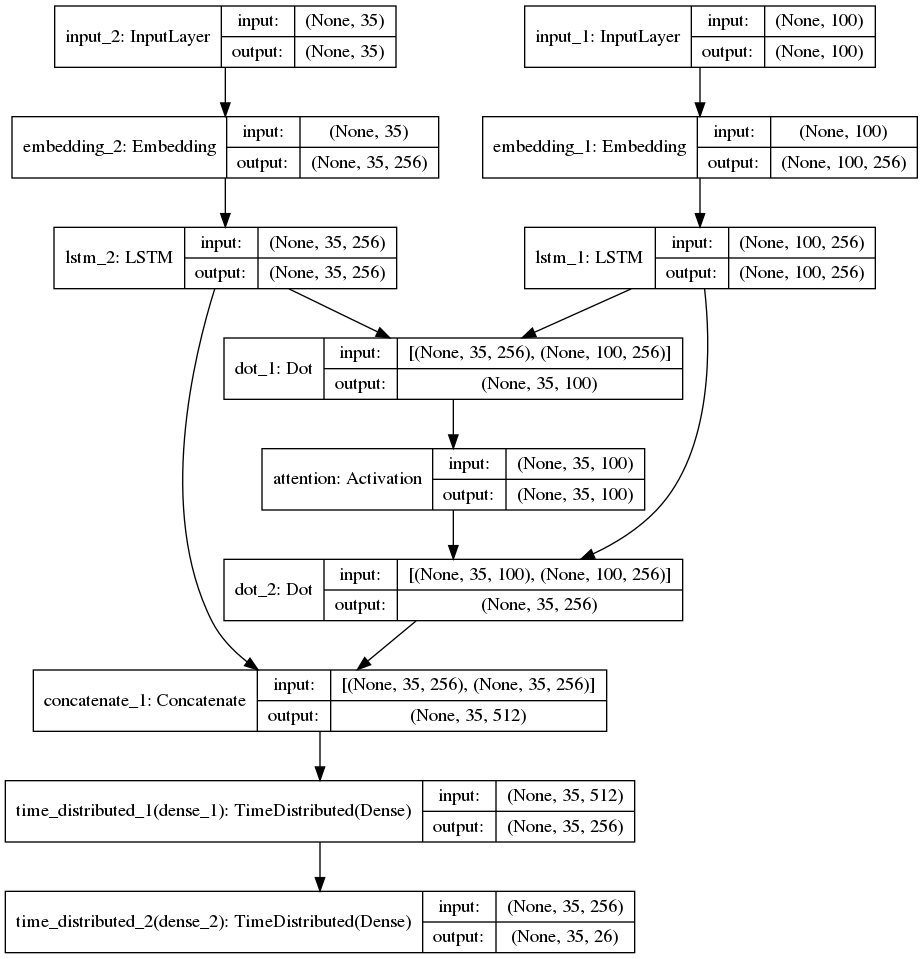 input_2: InputLayer
input:
(None, 35)
output:
(None, 35)
input_1: InputLayer
input:
(None, 100)
output:
(None, 100)
embedding_2: Embedding
input:
(None, 35)
output:
(None, 35, 256)
embedding_1: Embedding
input:
(None, 100)
output:
(None, 100, 256)
lstm_2: LSTM
input:
(None, 35, 256)
output:
(None, 35, 256)
lstm_1: LSTM
input:
(None, 100, 256)
output:
(None, 100, 256)
dot_1: Dot
input:
[(None, 35, 256), (None, 100, 256)]
output:
(None, 35, 100)
attention: Activation
input:
(None, 35, 100)
output:
(None, 35, 100)
dot_2: Dot
input:
[(None, 35, 100), (None, 100, 256)]
output:
(None, 35, 256)
concatenate_1: Concatenate
input:
[(None, 35, 256), (None, 35, 256)]
output:
(None, 35, 512)
time_distributed_1(dense_1): TimeDistributed(Dense)
input:
(None, 35, 512)
output:
(None, 35, 256)
time_distributed_2(dense_2): TimeDistributed(Dense)
input:
(None, 35, 256)
output:
(None, 35, 26)